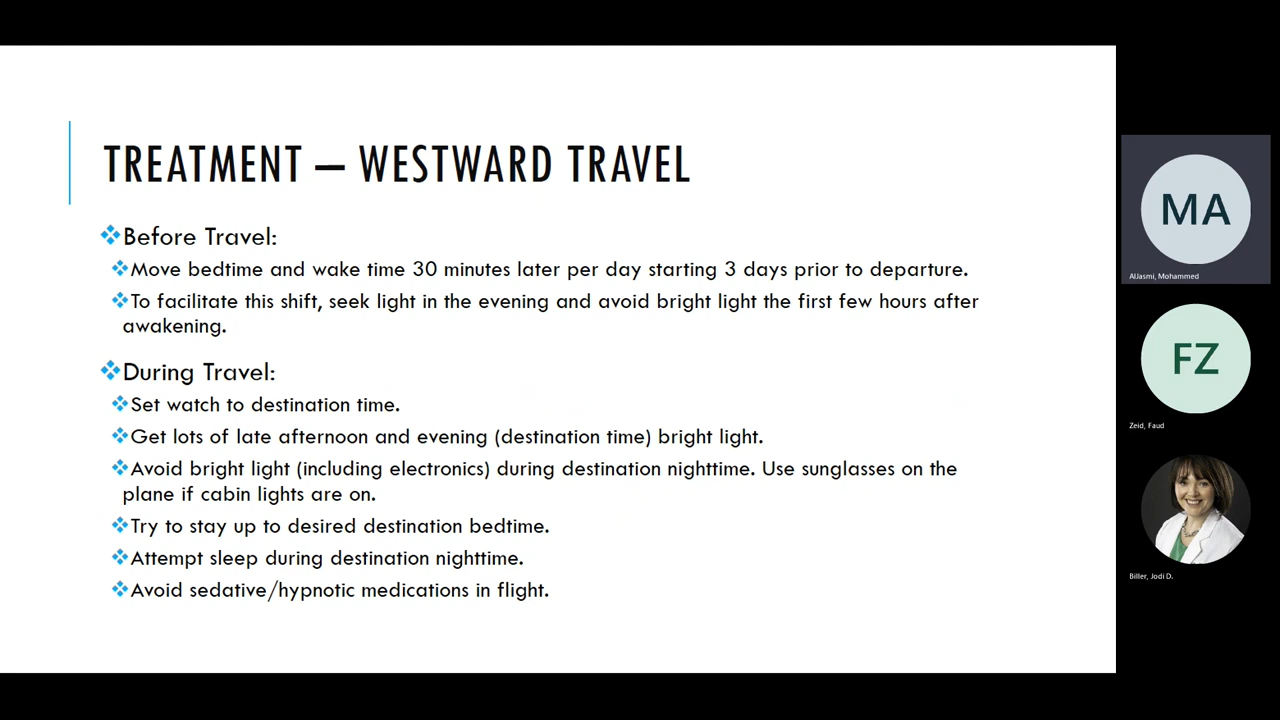 TREATMENT – WESTWARD TRAVEL
❖Before Travel:
❖Move bedtime and wake time 30 minutes later per day starting 3 days prior to departure.
❖To facilitate this shift, seek light in the evening and avoid bright light the first few hours after
awakening.
❖During Travel:
❖Set watch to destination time.
❖Get lots of late afternoon and evening (destination time) bright light.
❖Avoid bright light (including electronics) during destination nighttime. Use sunglasses on the
plane if cabin lights are on.
❖Try to stay up to desired destination bedtime.
❖Attempt sleep during destination nighttime.
❖Avoid sedative/hypnotic medications in flight.
MA
AlJasmi, Mohammed
FZ
Zeid, Faud
Biller, Jodi D.